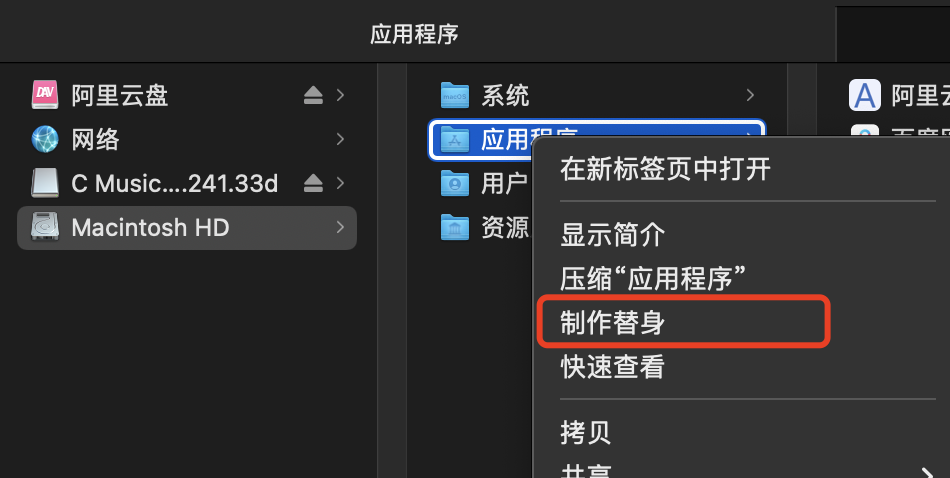 应用程序
阿里云盘
网络
C Music....241.33d
Macintosh HD
系统
应用程序
用户
资源
阿里云
在新标签页中打开
显示简介
压缩“应用程序”
制作替身
快速查看
拷贝
共享